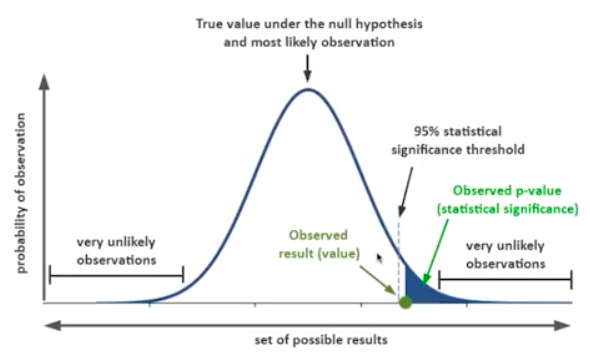 True value under the null hypothesis
and most likely observation
probability of observation
95% statistical
significance threshold
Observed p-value
(statistical significance)
very unlikely
observations
Observed
result (value)
very unlikely
observations
set of possible results